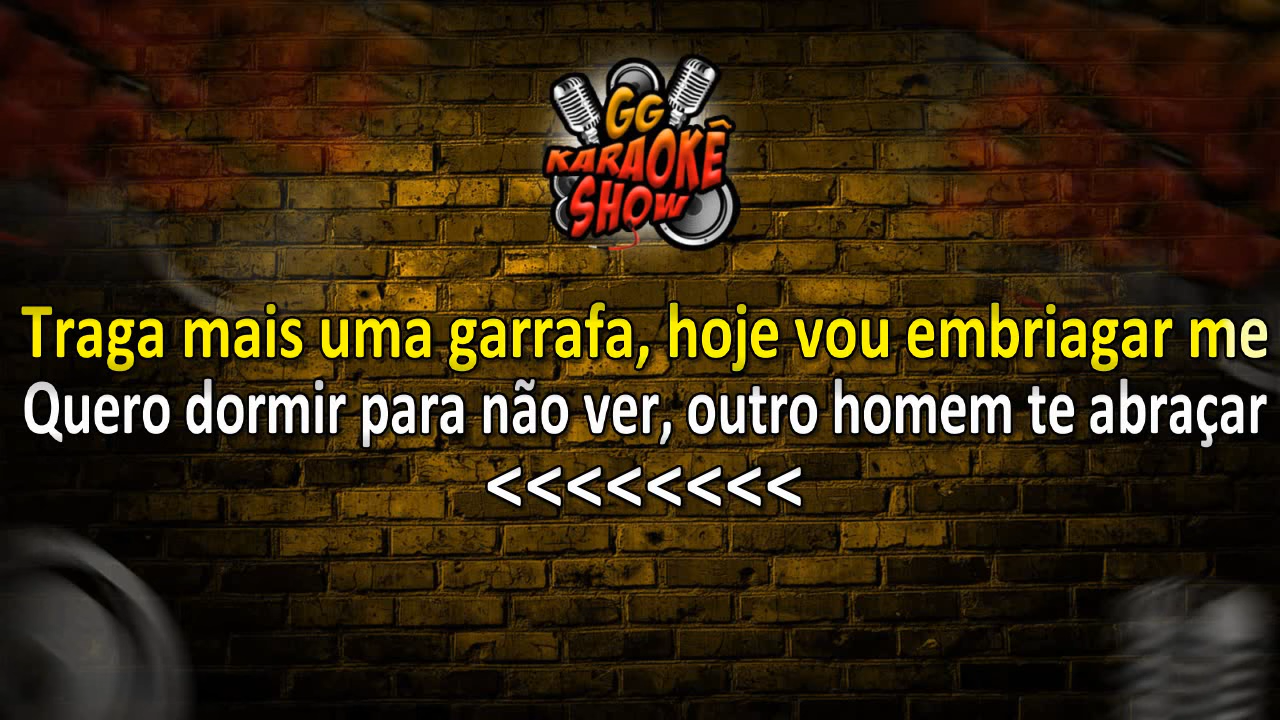 GG
KARAOKÊ
SHOW
Traga mais uma garrafa, hoje vou embriagar me
Quero dormir para não ver, outro homem te abraçar
<<<<<<<<